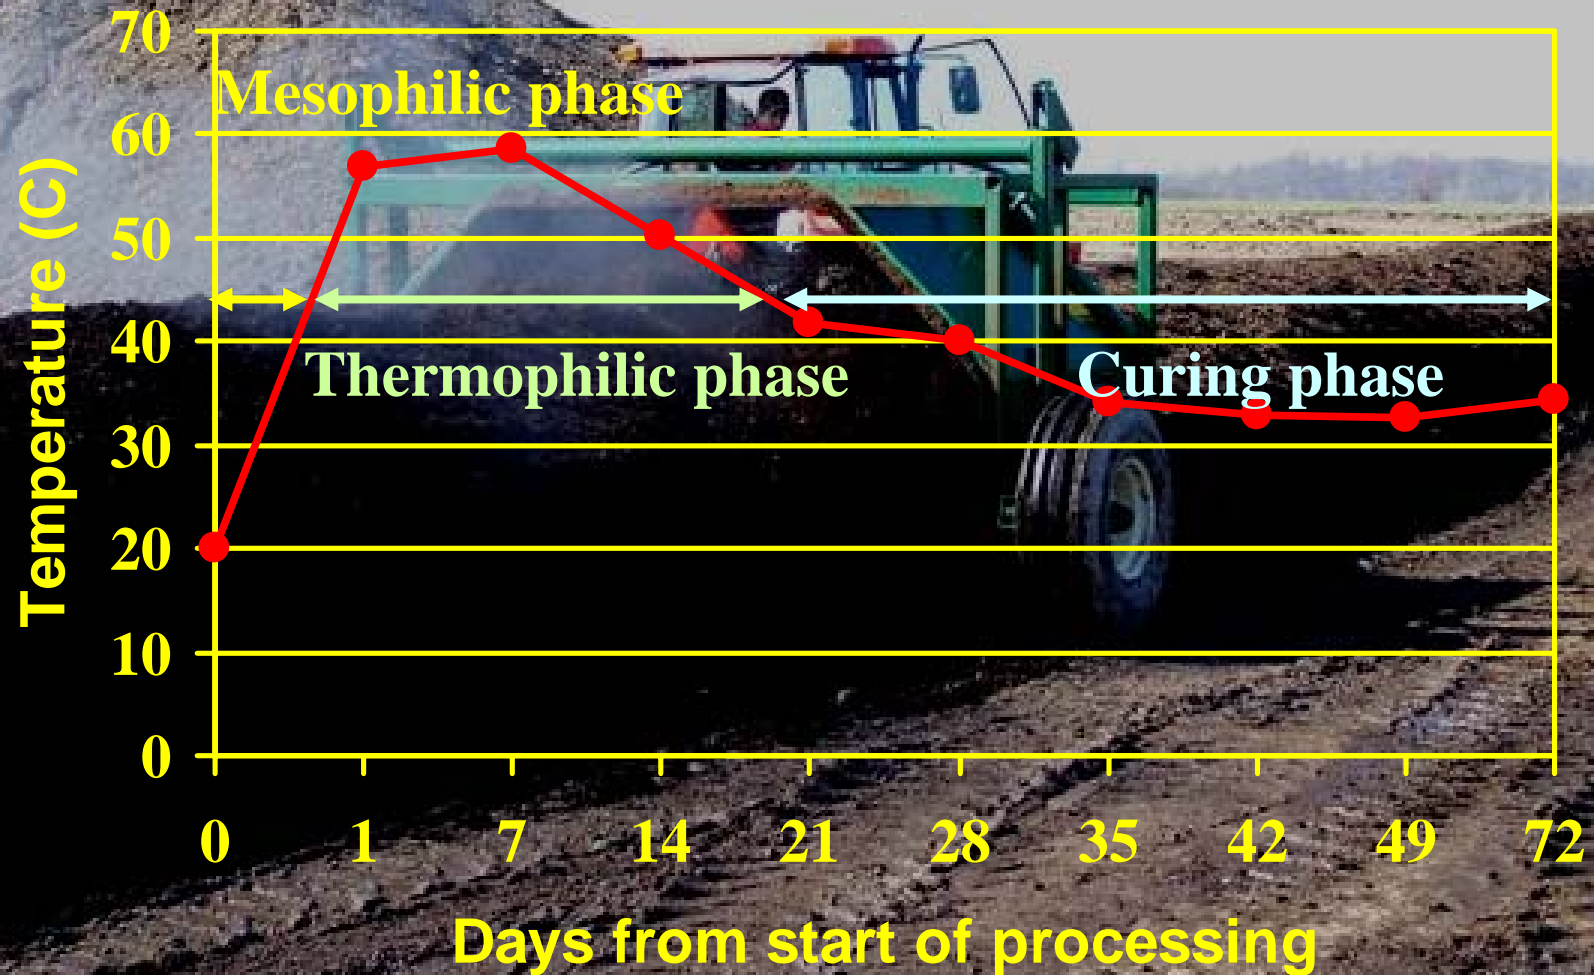 70
Mesophilic phase
60
50
40
Thermophilic phase
Curing phase
30
20
10
0
Temperature (C)
0 1 7 14 21 28 35 42 49 72
Days from start of processing